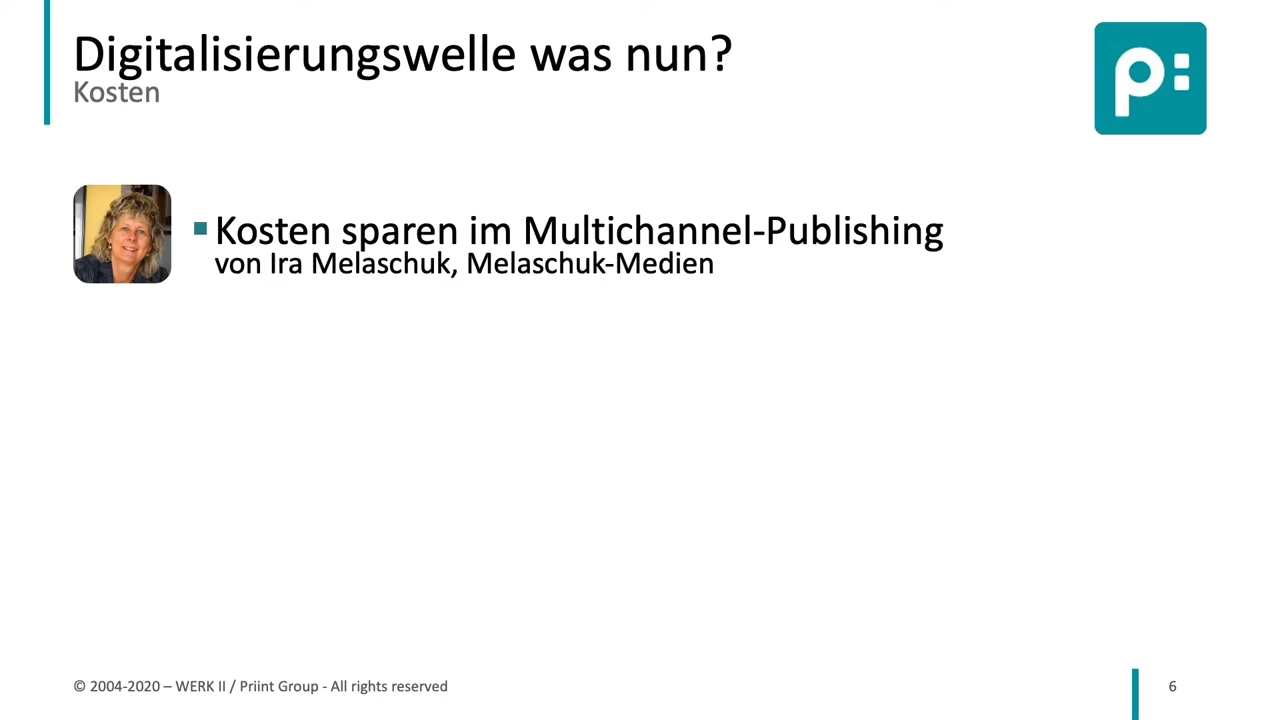 Digitalisierungswelle was nun?
Kosten
p:
Kosten sparen im Multichannel-Publishing
von Ira Melaschuk, Melaschuk-Medien
© 2004-2020 – WERK II / Priint Group - All rights reserved
6